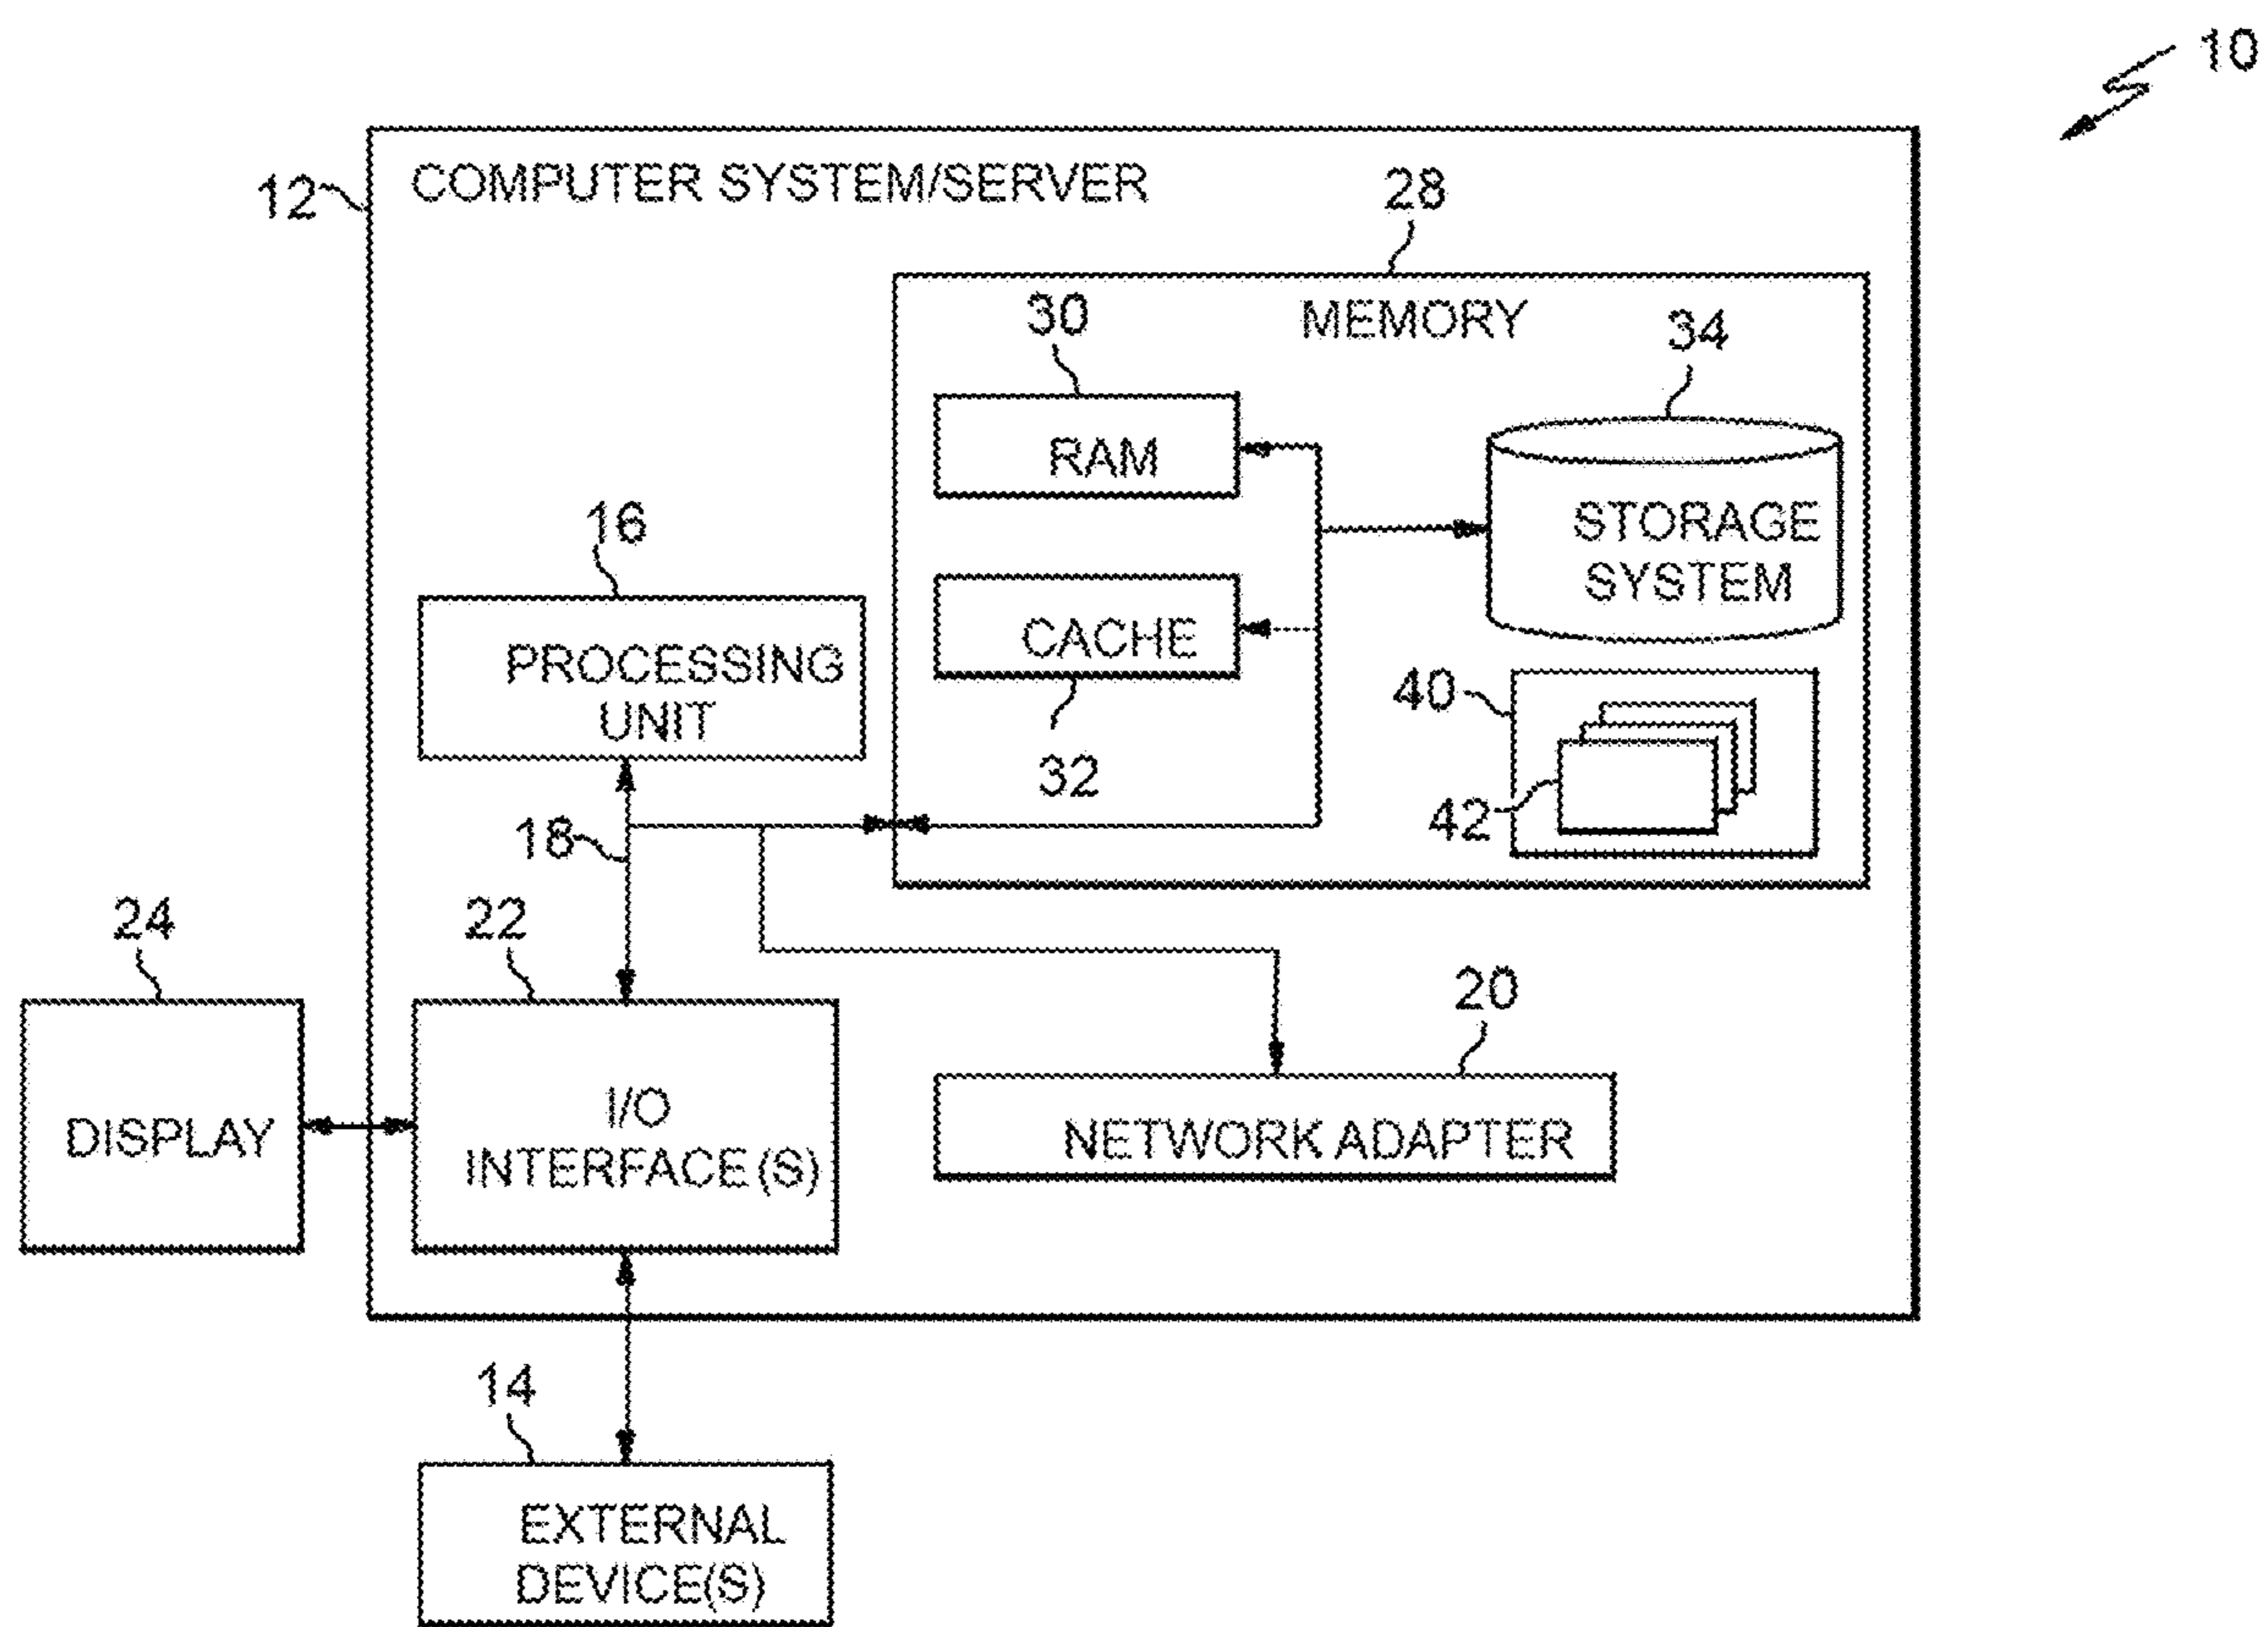 10
12
COMPUTER SYSTEM/SERVER
28
MEMORY
30
34
RAM
STORAGE
SYSTEM
16
PROCESSING
UNIT
CACHE
32
40
42
18
24
22
20
DISPLAY
I/O
INTERFACE(S)
NETWORK ADAPTER
14
EXTERNAL
DEVICE(S)